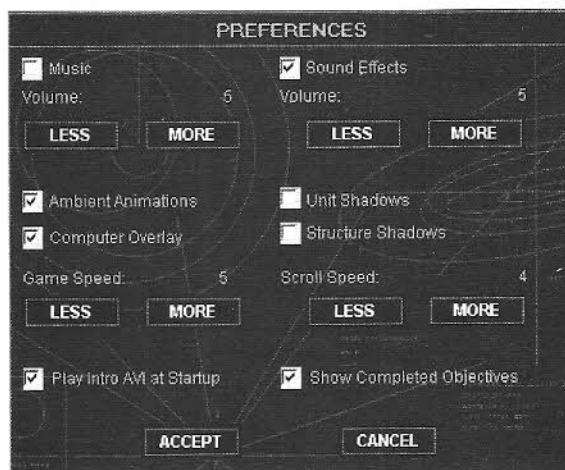 PREFERENCES
Music
Sound Effects
Volume: 5
Volume: 5
LESS MORE
LESS MORE
Ambient Animations
Unit Shadows
Computer Overlay
Structure Shadows
Game Speed: 5
Scroll Speed: 4
LESS MORE
LESS MORE
Play Intro AVI at Startup
Show Completed Objectives
ACCEPT
CANCEL